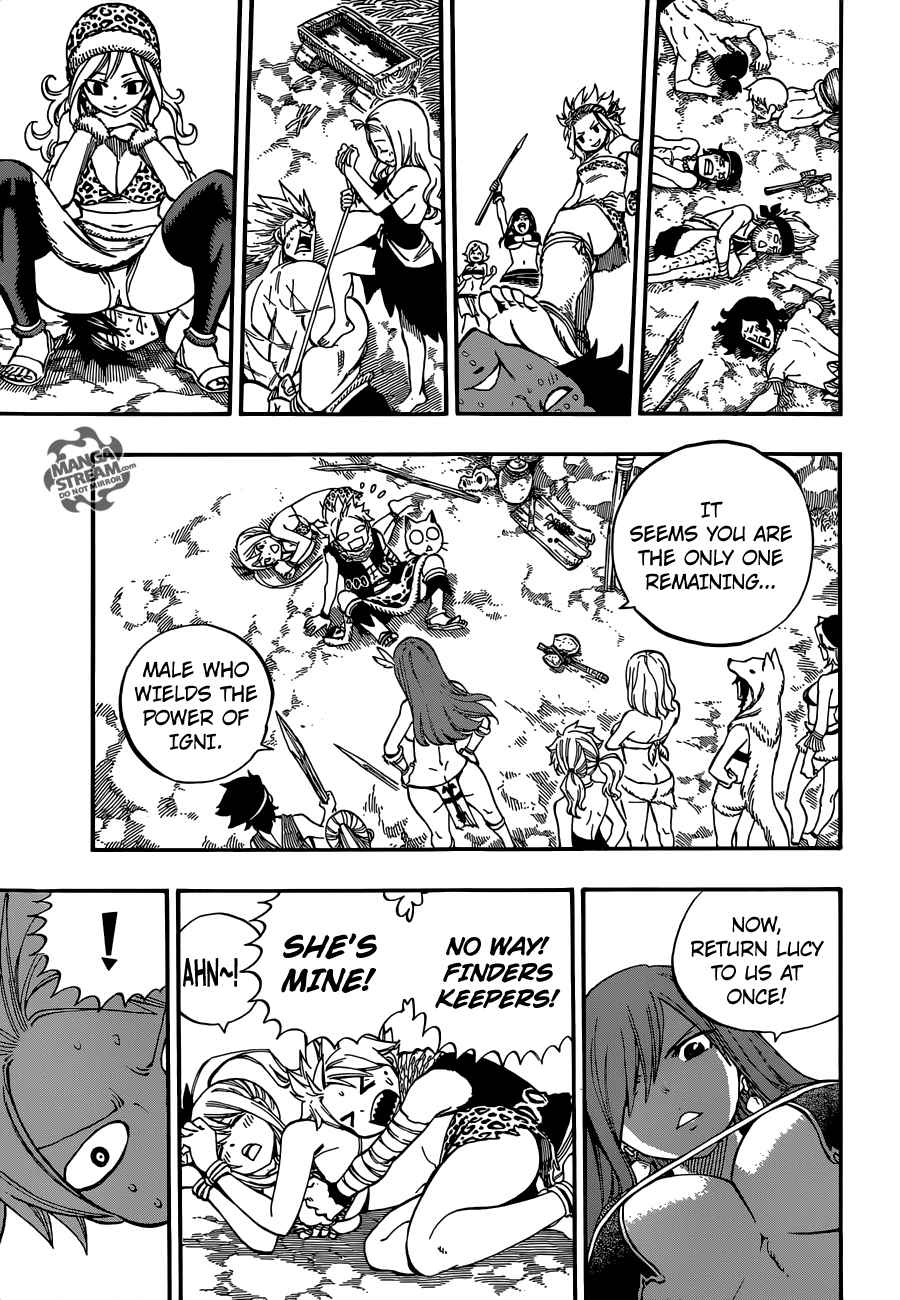 MANGA
STREAM.com
DO NOT MIRROR!
IT
SEEMS YOU ARE
THE ONLY ONE
REMAINING...
MALE WHO
WIELDS THE
POWER OF
IGNI.
NOW,
RETURN LUCY
TO US AT
ONCE!
NO WAY!
FINDERS
KEEPERS!
SHE'S
MINE!
AHN~!
!